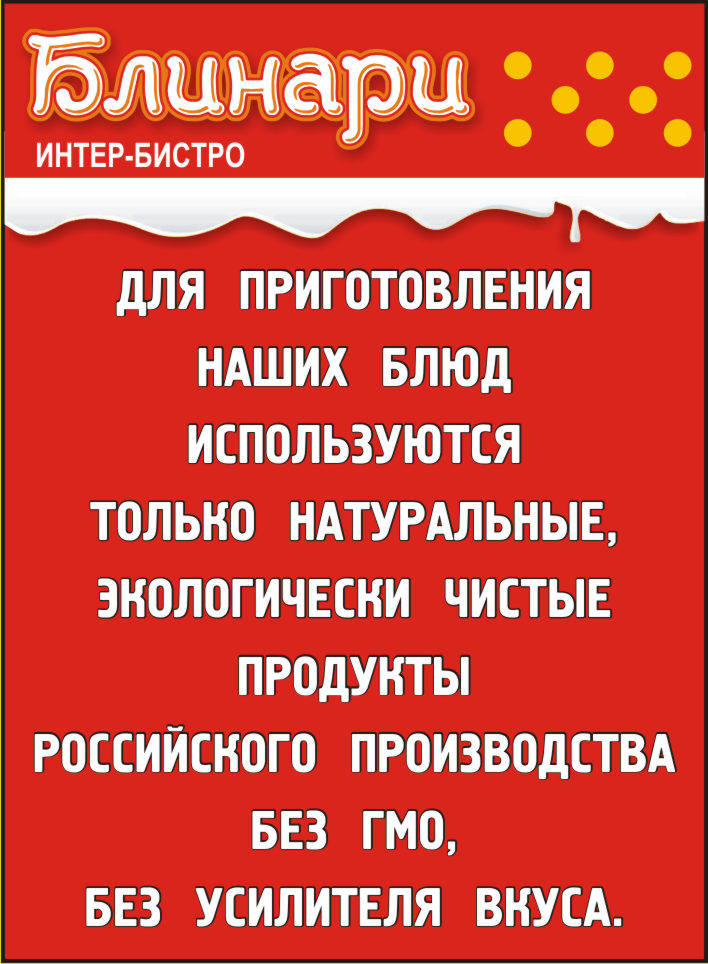 Блинари
ИНТЕР-БИСТРО
ДЛЯ ПРИГОТОВЛЕНИЯ
НАШИХ БЛЮД
ИСПОЛЬЗУЮТСЯ
ТОЛЬКО НАТУРАЛЬНЫЕ,
ЭКОЛОГИЧЕСКИ ЧИСТЫЕ
ПРОДУКТЫ
РОССИЙСКОГО ПРОИЗВОДСТВА
БЕЗ ГМО,
БЕЗ УСИЛИТЕЛЯ ВКУСА.